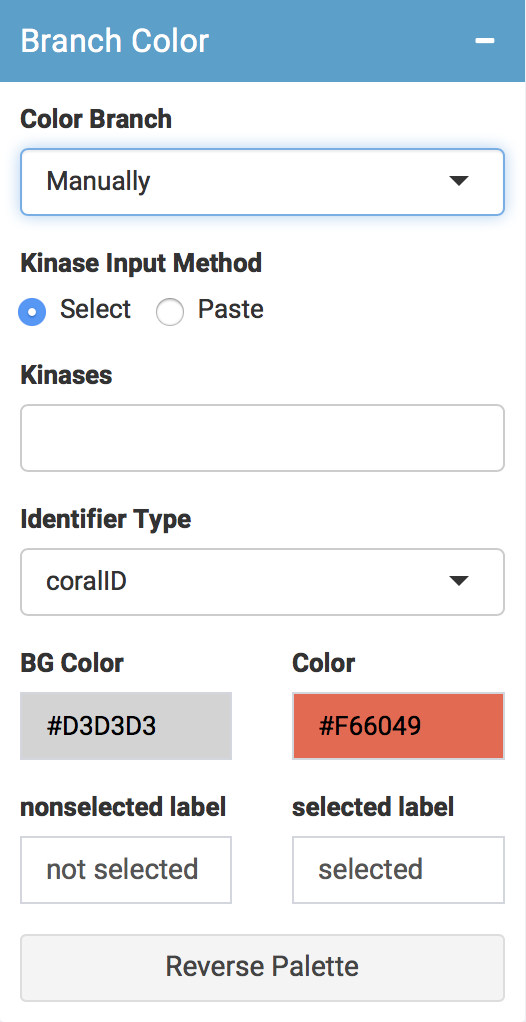 Branch Color
Color Branch
Manually
Kinase Input Method
Select Paste
Kinases
Identifier Type
coralID
BG Color Color
#D3D3D3 #F66049
nonselected label selected label
not selected selected
Reverse Palette